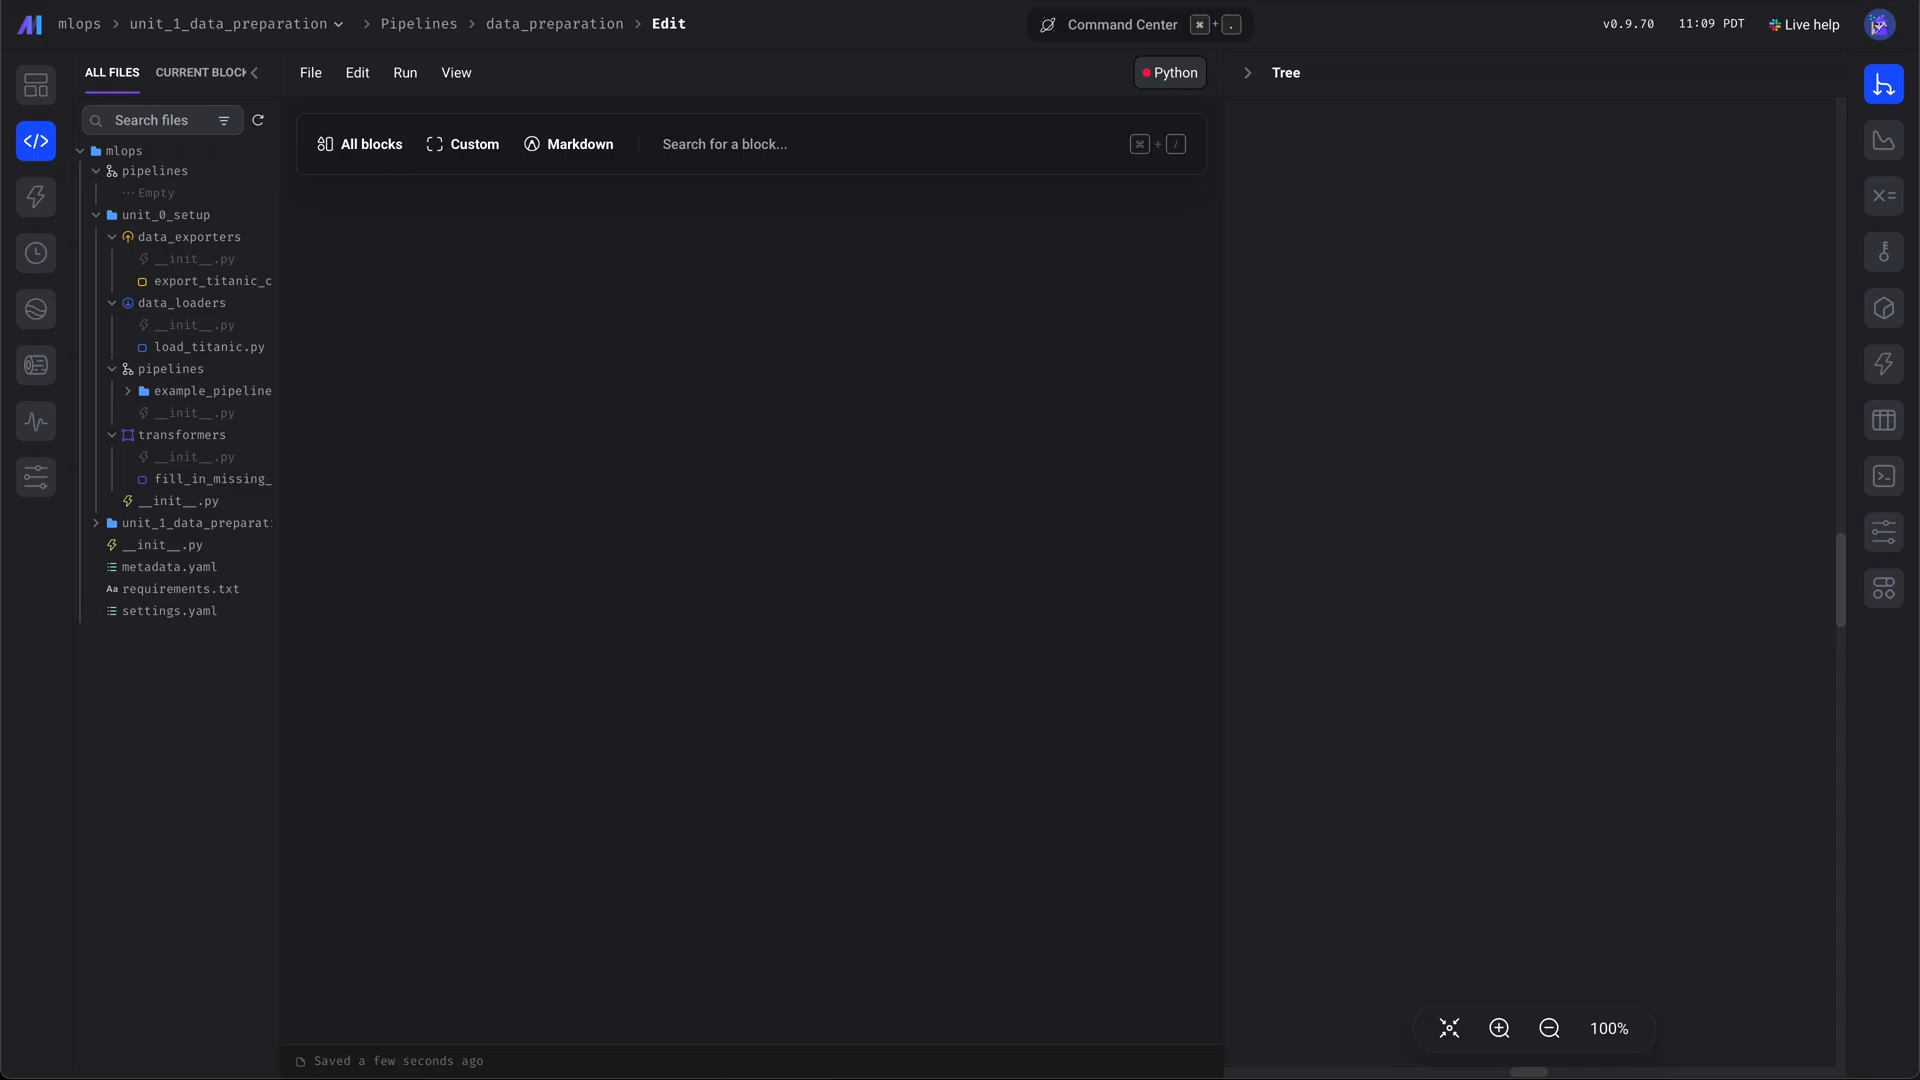 mlops > unit_1_data_preparation > Pipelines > data_preparation > Edit
Command Center ⌘ + .
v0.9.70 11:09 PDT Live help
ALL FILES CURRENT BLOCK
File Edit Run View
Python
Tree
Search files
All blocks Custom Markdown Search for a block... ⌘ + /
mlops
pipelines
··· Empty
unit_0_setup
data_exporters
__init__.py
export_titanic_c
data_loaders
__init__.py
load_titanic.py
pipelines
example_pipeline
__init__.py
transformers
__init__.py
fill_in_missing_
__init__.py
unit_1_data_preparat
__init__.py
metadata.yaml
Aa requirements.txt
settings.yaml
100%
Saved a few seconds ago